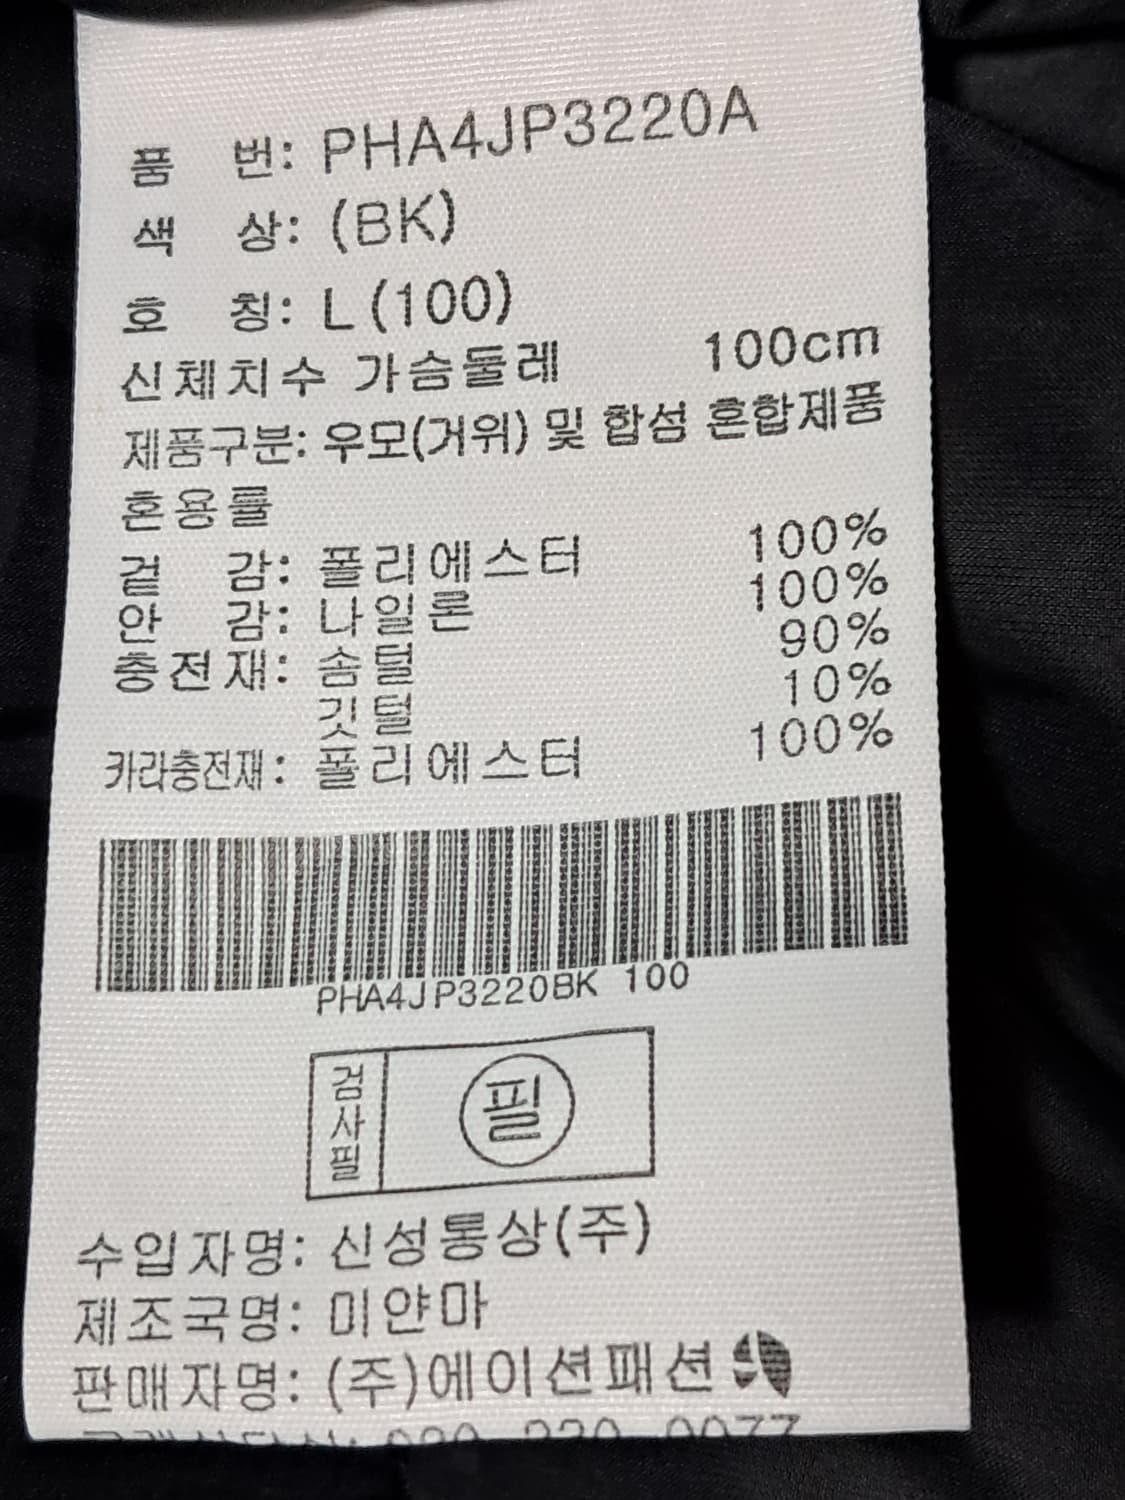 품 번: PHA4JP3220A
색 상: (BK)
호 칭: L(100)
신체치수 가슴둘레 100cm
제품구분: 우모(거위) 및 합섬 혼합제품
혼용률
겉 감: 폴리에스터 100%
안 감: 나일론 100%
충전재: 솜털 90%
깃털 10%
카라충전재: 폴리에스터 100%
PHA4JP3220BK 100
검사필 필
수입자명: 신성통상(주)
제조국명: 미얀마
판매자명: (주)에이션패션